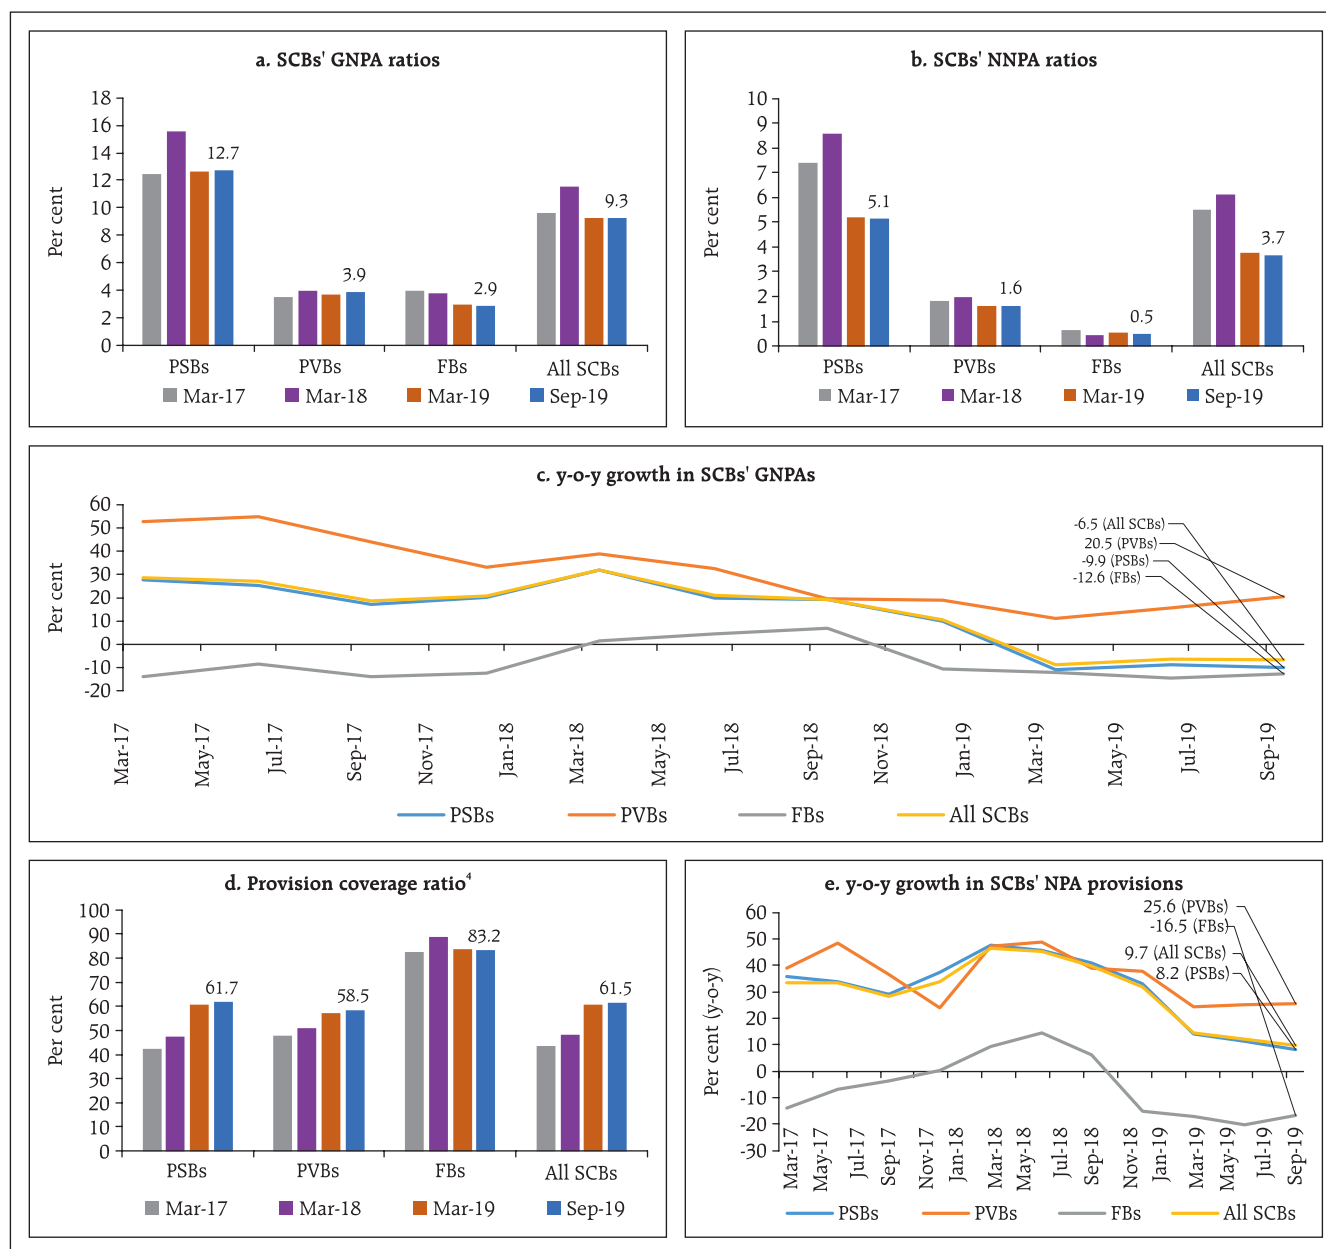 a. SCBs' GNPA ratios
Per cent
18
16
14
12
10
8
6
4
2
0
12.7
3.9
2.9
9.3
PSBs PVBs FBs All SCBs
Mar-17 Mar-18 Mar-19 Sep-19
b. SCBs' NNPA ratios
Per cent
10
9
8
7
6
5
4
3
2
1
0
5.1
1.6
0.5
3.7
PSBs PVBs FBs All SCBs
Mar-17 Mar-18 Mar-19 Sep-19
c. y-o-y growth in SCBs' GNPAs
Per cent
60
50
40
30
20
10
0
-10
-20
-6.5 (All SCBs)
20.5 (PVBs)
-9.9 (PSBs)
-12.6 (FBs)
Mar-17 May-17 Jul-17 Sep-17 Nov-17 Jan-18 Mar-18 May-18 Jul-18 Sep-18 Nov-18 Jan-19 Mar-19 May-19 Jul-19 Sep-19
PSBs PVBs FBs All SCBs
d. Provision coverage ratio4
Per cent
100
90
80
70
60
50
40
30
20
10
0
61.7
58.5
83.2
61.5
PSBs PVBs FBs All SCBs
Mar-17 Mar-18 Mar-19 Sep-19
e. y-o-y growth in SCBs' NPA provisions
Per cent (y-o-y)
60
50
40
30
20
10
0
-10
-20
-30
25.6 (PVBs)
-16.5 (FBs)
9.7 (All SCBs)
8.2 (PSBs)
Mar-17 May-17 Jul-17 Sep-17 Nov-17 Jan-18 Mar-18 May-18 Jul-18 Sep-18 Nov-18 Jan-19 Mar-19 May-19 Jul-19 Sep-19
PSBs PVBs FBs All SCBs